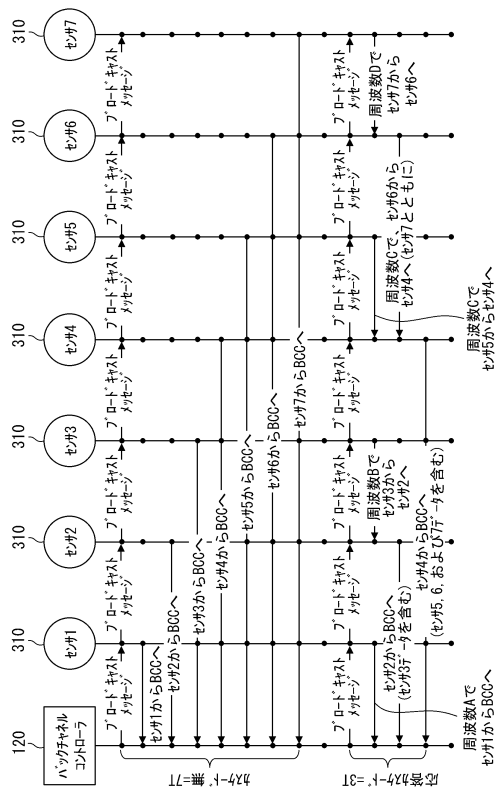 120
310
310
310
310
310
310
310
バックチャネル
コントローラ
センサ1
センサ2
センサ3
センサ4
センサ5
センサ6
センサ7
ブロードキャスト
メッセージ
ブロードキャスト
メッセージ
ブロードキャスト
メッセージ
ブロードキャスト
メッセージ
ブロードキャスト
メッセージ
ブロードキャスト
メッセージ
ブロードキャスト
メッセージ
カスケード無=7T
センサ1からBCCへ
センサ2からBCCへ
センサ3からBCCへ
センサ4からBCCへ
センサ5からBCCへ
センサ6からBCCへ
センサ7からBCCへ
ブロードキャスト
メッセージ
ブロードキャスト
メッセージ
ブロードキャスト
メッセージ
ブロードキャスト
メッセージ
ブロードキャスト
メッセージ
ブロードキャスト
メッセージ
ブロードキャスト
メッセージ
応答カスケード=3T
周波数Aで
センサ1からBCCへ
センサ2からBCCへ
(センサ3データを含む)
周波数Bで
センサ3から
センサ2へ
センサ4からBCCへ
(センサ5, 6, および7データを含む)
周波数Cで
センサ5からセンサ4へ
周波数Cで、センサ6から
センサ4へ(センサ7とともに)
周波数Dで
センサ7から
センサ6へ